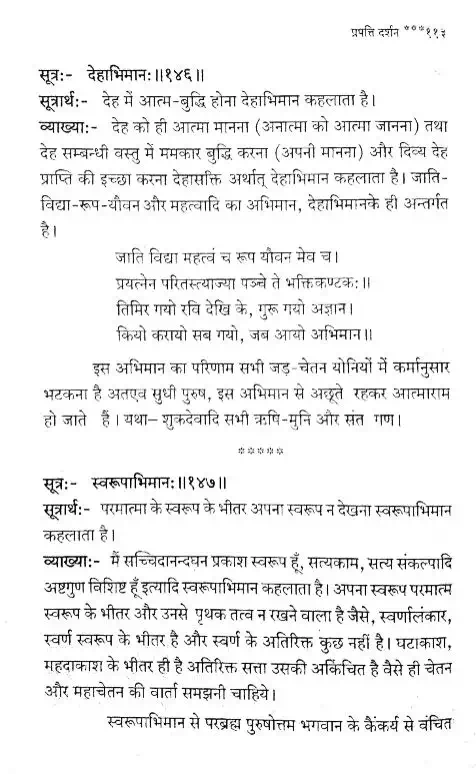 प्रपत्ति दर्शन ***११३
सूत्र:- देहाभिमान:॥१४६॥
सूत्रार्थ:- देह में आत्म-बुद्धि होना देहाभिमान कहलाता है।
व्याख्या:- देह को ही आत्मा मानना (अनात्मा को आत्मा जानना) तथा
देह सम्बन्धी वस्तु में ममकार बुद्धि करना (अपनी मानना) और दिव्य देह
प्राप्ति की इच्छा करना देहासक्ति अर्थात् देहाभिमान कहलाता है। जाति-
विद्या-रूप-यौवन और महत्वादि का अभिमान, देहाभिमानके ही अन्तर्गत
है।
जाति विद्या महत्वं च रूप यौवन मेव च।
प्रयत्नेन परितस्त्याज्या पञ्चे ते भक्तिकण्टक:॥
तिमिर गयो रवि देखि के, गुरू गयो अज्ञान।
कियो करायो सब गयो, जब आयो अभिमान॥
इस अभिमान का परिणाम सभी जड़-चेतन योनियों में कर्मानुसार
भटकना है अतएव सुधी पुरुष, इस अभिमान से अछूते रहकर आत्माराम
हो जाते हैं। यथा– शुकदेवादि सभी ऋषि-मुनि और संत गण।
*****
सूत्र:- स्वरूपाभिमान:॥१४७॥
सूत्रार्थ:- परमात्मा के स्वरूप के भीतर अपना स्वरूप न देखना स्वरूपाभिमान
कहलाता है।
व्याख्या:- मैं सच्चिदानन्दघन प्रकाश स्वरूप हूँ, सत्यकाम, सत्य संकल्पादि
अष्टगुण विशिष्ट हूँ इत्यादि स्वरूपाभिमान कहलाता है। अपना स्वरूप परमात्म
स्वरूप के भीतर और उनसे पृथक तत्व न रखने वाला है जैसे, स्वर्णालंकार,
स्वर्ण स्वरूप के भीतर है और स्वर्ण के अतिरिक्त कुछ नहीं है। घटाकाश,
महदाकाश के भीतर ही है अतिरिक्त सत्ता उसकी अकिंचित है वैसे ही चेतन
और महाचेतन की वार्ता समझनी चाहिये।
स्वरूपाभिमान से परब्रह्म पुरुषोत्तम भगवान के कैंकर्य से वंचित